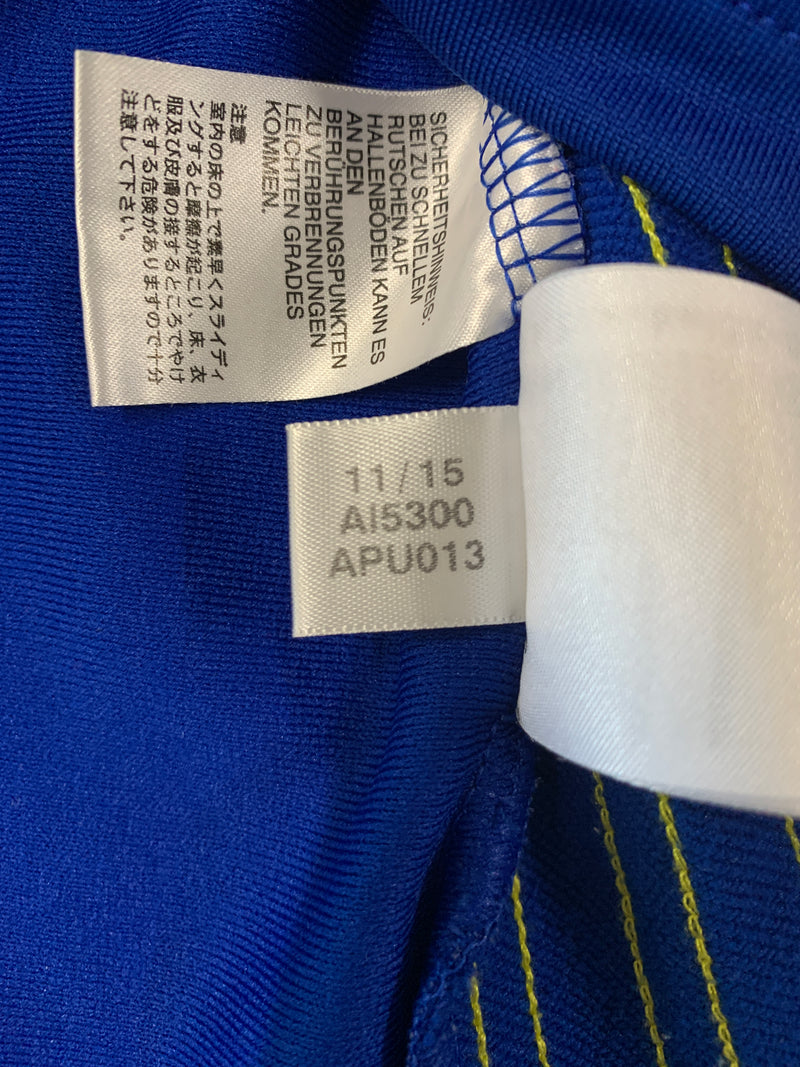 SICHERHEITSHINWEIS:
BEI ZU SCHNELLEM
RUTSCHEN AUF
HALLENBÖDEN KANN ES
AN DEN
BERÜHRUNGSPUNKTEN
ZU VERBRENNUNGEN
LEICHTEN GRADES
KOMMEN.
注意
室内の床の上で素早くスライディ
ングすると摩擦が起こり、床、衣
服及び皮膚の接するところでやけ
どをする危険がありますので十分
注意して下さい。
11/15
AI5300
APU013